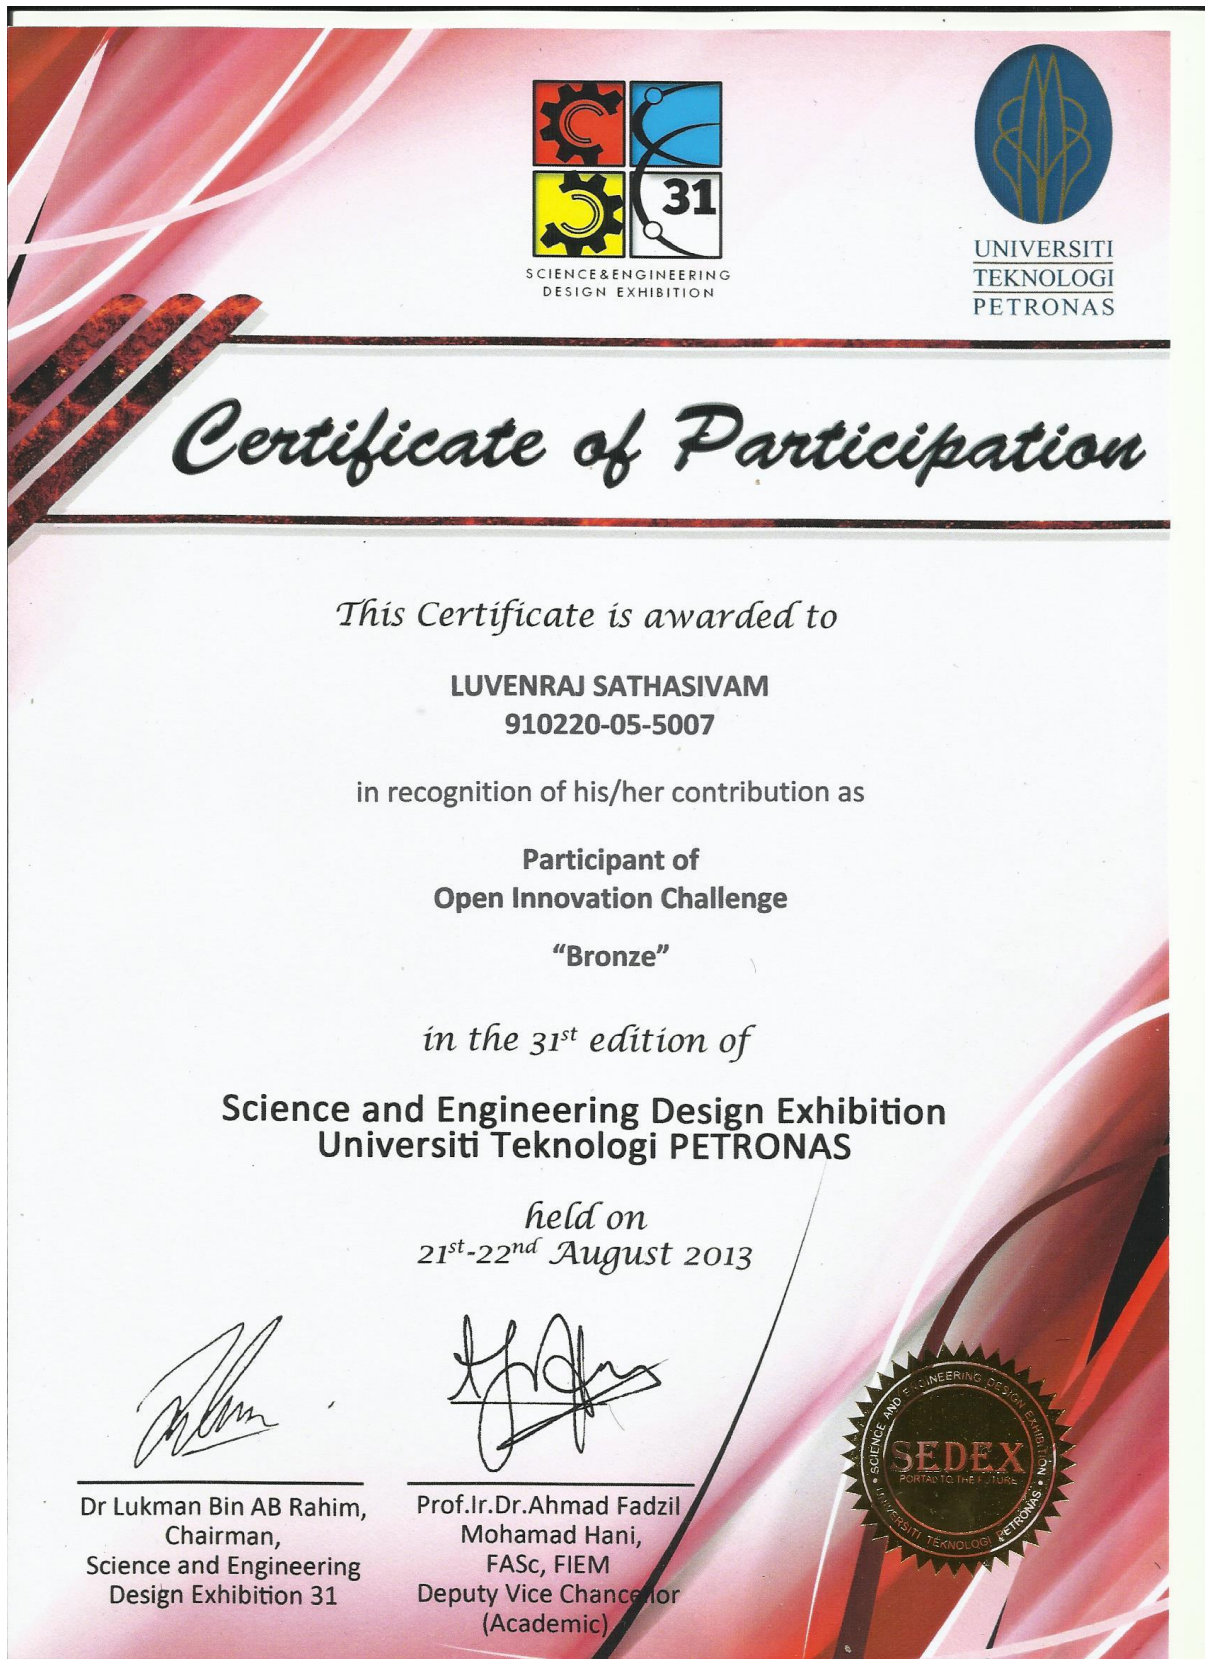 31
SCIENCE&ENGINEERING
DESIGN EXHIBITION
UNIVERSITI
TEKNOLOGI
PETRONAS
Certificate of Participation
This Certificate is awarded to
LUVENRAJ SATHASIVAM
910220-05-5007
in recognition of his/her contribution as
Participant of
Open Innovation Challenge
“Bronze”
in the 31st edition of
Science and Engineering Design Exhibition
Universiti Teknologi PETRONAS
held on
21st-22nd August 2013
Dr Lukman Bin AB Rahim,
Chairman,
Science and Engineering
Design Exhibition 31
Prof.Ir.Dr.Ahmad Fadzil
Mohamad Hani,
FASc, FIEM
Deputy Vice Chancellor
(Academic)
SCIENCE AND ENGINEERING DESIGN EXHIBITION
SEDEX
PORTAL TO THE FUTURE
UNIVERSITI TEKNOLOGI PETRONAS